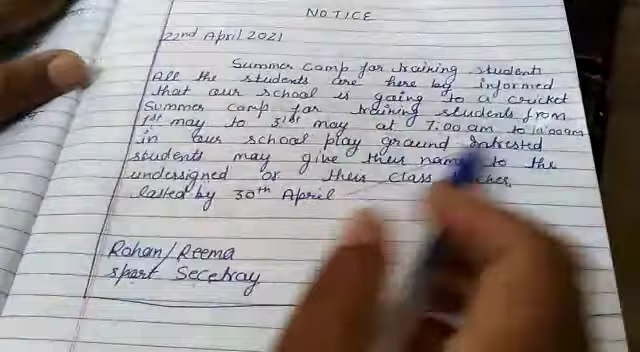 NOTICE
22nd April 2021
Summer Camp for training students
All the students are here by informed
that our school is going to a cricket
Summer camp for training students from
1st may to 31st may at 7:00 am to 10:00am
in our school play ground Intrested
students may give their name to the
undersigned or their class
lasted by 30th April
Rohan/Reema
sport Secetray